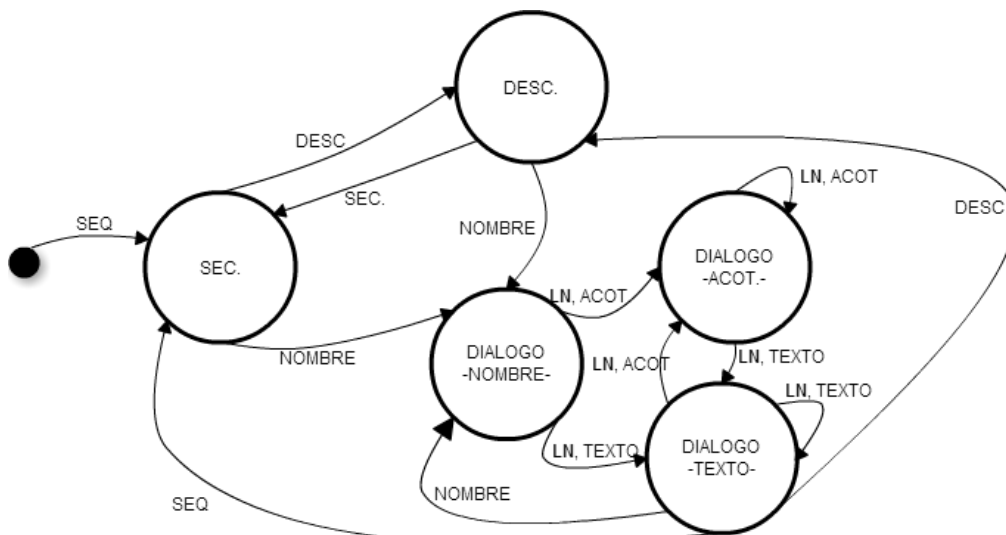 DESC.
DESC
SEC.
SEQ
SEC.
NOMBRE
LN, ACOT
DESC
DIALOGO
-ACOT.-
LN, ACOT
NOMBRE
DIALOGO
-NOMBRE-
LN, ACOT
LN, TEXTO
LN, TEXTO
LN, TEXTO
DIALOGO
-TEXTO-
NOMBRE
SEQ